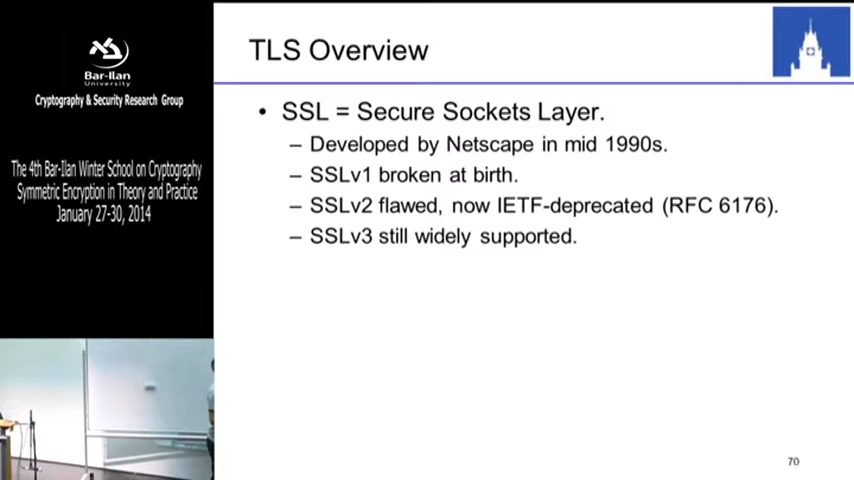 Bar-Ilan
University
Cryptography & Security Research Group
The 4th Bar-Ilan Winter School on Cryptography
Symmetric Encryption in Theory and Practice
January 27-30, 2014
TLS Overview
• SSL = Secure Sockets Layer.
– Developed by Netscape in mid 1990s.
– SSLv1 broken at birth.
– SSLv2 flawed, now IETF-deprecated (RFC 6176).
– SSLv3 still widely supported.
70